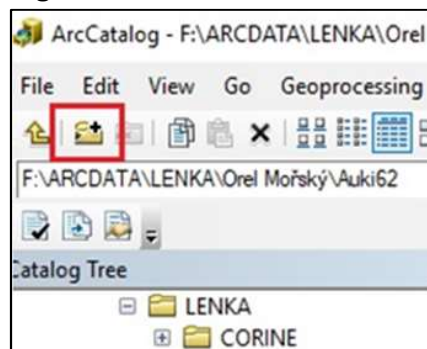 ArcCatalog - F:\ARCDATA\LENKA\Orel
File Edit View Go Geoprocessing
F:\ARCDATA\LENKA\Orel Mořský\Auki62
Catalog Tree
LENKA
CORINE